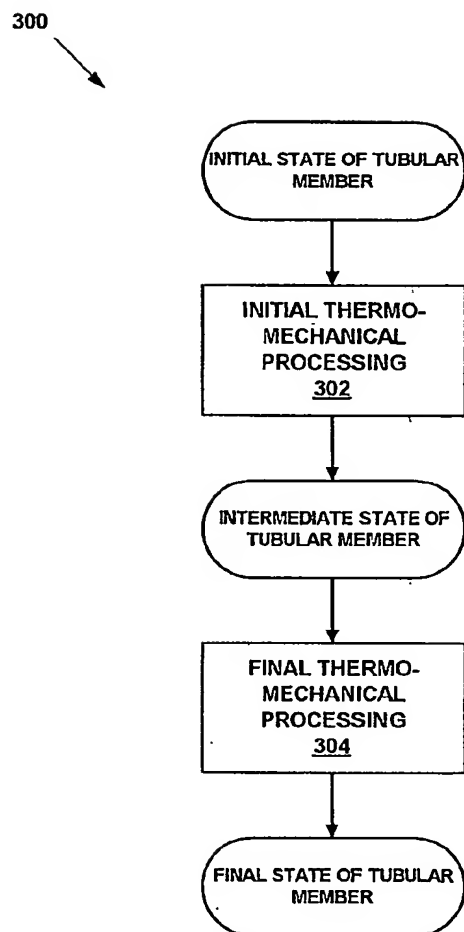 300
INITIAL STATE OF TUBULAR
MEMBER
INITIAL THERMO-
MECHANICAL
PROCESSING
302
INTERMEDIATE STATE OF
TUBULAR MEMBER
FINAL THERMO-
MECHANICAL
PROCESSING
304
FINAL STATE OF TUBULAR
MEMBER